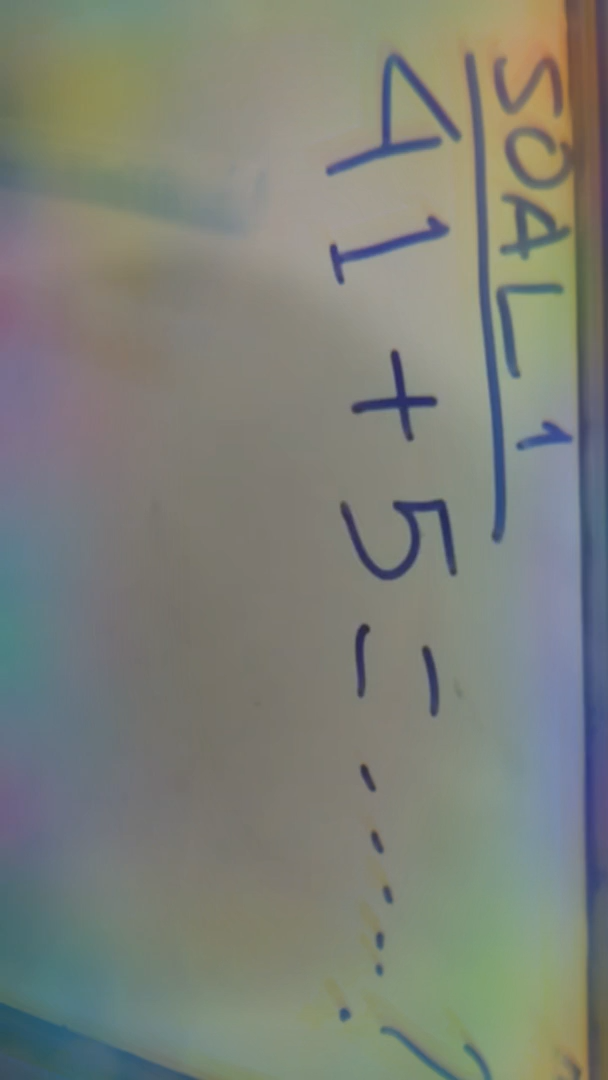 SOAL 1
41 + 5 = ...... ?